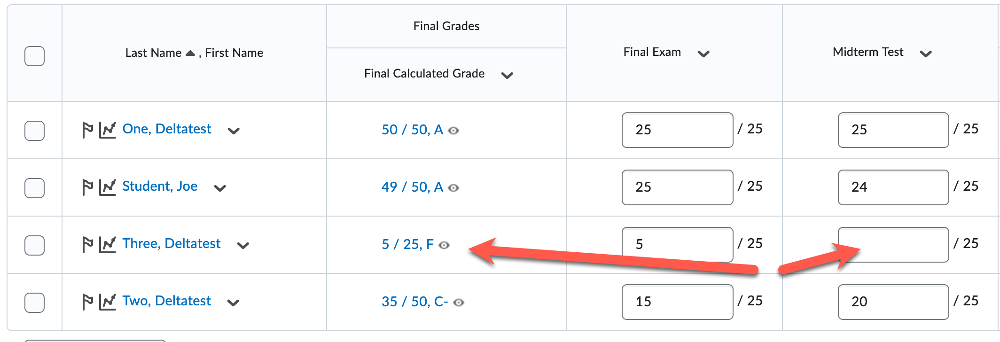 Final Grades
Last Name , First Name
Final Calculated Grade
Final Exam
Midterm Test
One, Deltatest 50 / 50, A 25 / 25 25 / 25
Student, Joe 49 / 50, A 25 / 25 24 / 25
Three, Deltatest 5 / 25, F 5 / 25 / 25
Two, Deltatest 35 / 50, C- 15 / 25 20 / 25